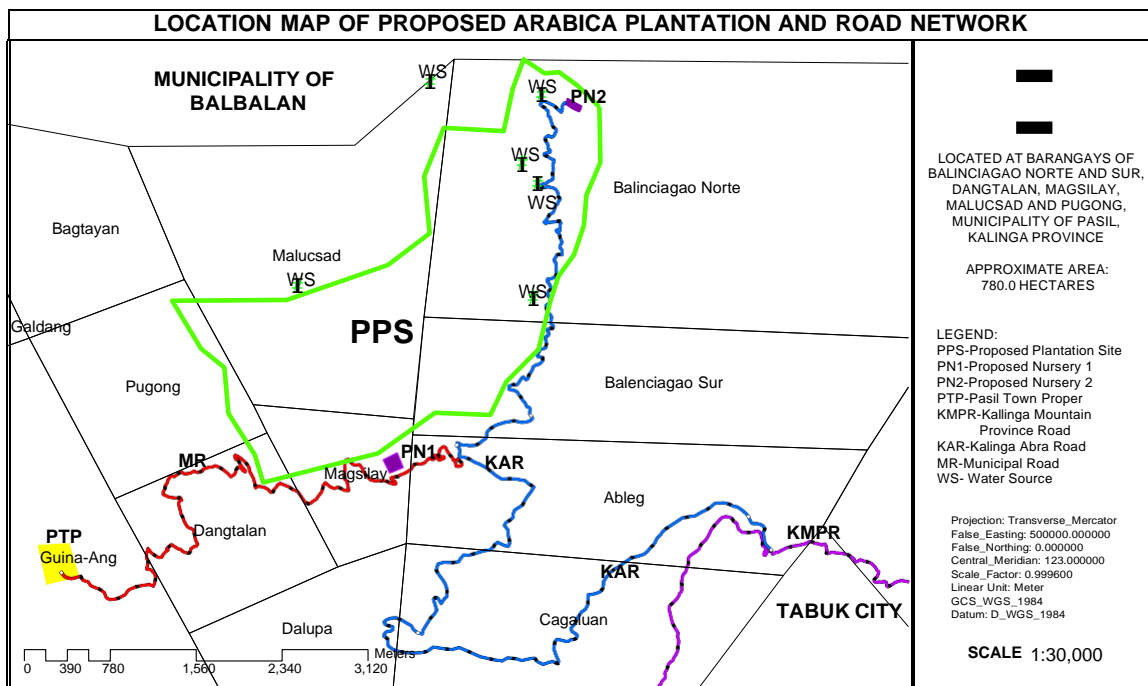 LOCATION MAP OF PROPOSED ARABICA PLANTATION AND ROAD NETWORK
MUNICIPALITY OF
BALBALAN
WS
WS
PN2
WS
WS
Balinciagao Norte
Bagtayan
Malucsad
WS
WS
Galdang
PPS
Pugong
Balenciagao Sur
PN1
MR
Magsilay
KAR
Ableg
Dangtalan
PTP
Guina-Ang
KMPR
KAR
TABUK CITY
Cagaluan
Dalupa
Meters
0 390 780 1,560 2,340 3,120
LOCATED AT BARANGAYS OF
BALINCIAGAO NORTE AND SUR,
DANGTALAN, MAGSILAY,
MALUCSAD AND PUGONG,
MUNICIPALITY OF PASIL,
KALINGA PROVINCE
APPROXIMATE AREA:
780.0 HECTARES
LEGEND:
PPS-Proposed Plantation Site
PN1-Proposed Nursery 1
PN2-Proposed Nursery 2
PTP-Pasil Town Proper
KMPR-Kallinga Mountain
Province Road
KAR-Kalinga Abra Road
MR-Municipal Road
WS- Water Source
Projection: Transverse_Mercator
False_Easting: 500000.000000
False_Northing: 0.000000
Central_Meridian: 123.000000
Scale_Factor: 0.999600
Linear Unit: Meter
GCS_WGS_1984
Datum: D_WGS_1984
SCALE 1:30,000